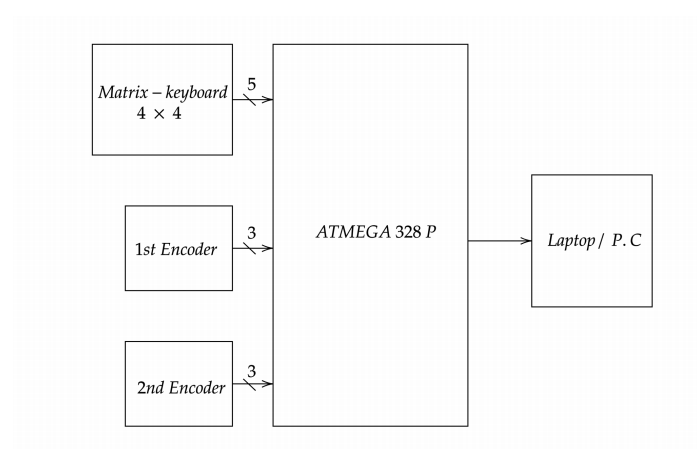 5
Matrix – keyboard
4 × 4
3
1st Encoder
ATMEGA 328 P
Laptop / P. C
3
2nd Encoder